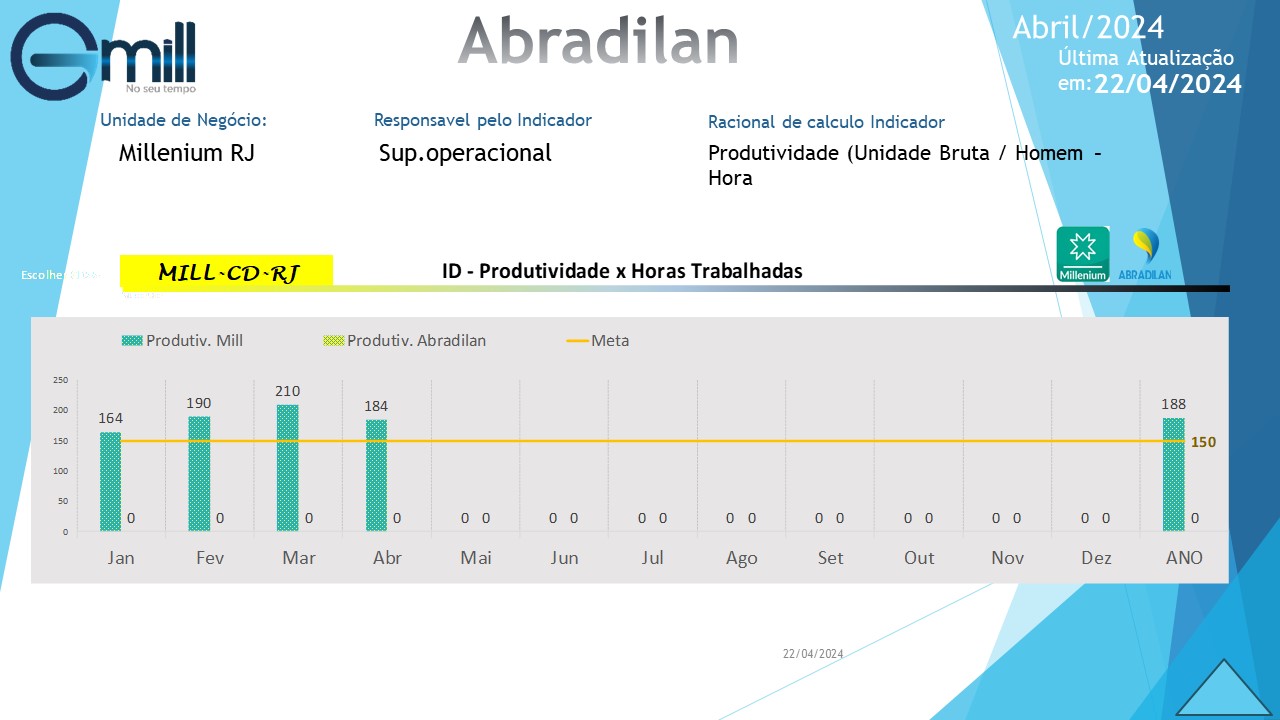 emill
No seu tempo
Abradilan
Abril/2024
Última Atualização
em:22/04/2024
Unidade de Negócio:
Responsavel pelo Indicador
Racional de calculo Indicador
Millenium RJ
Sup.operacional
Produtividade (Unidade Bruta / Homem –
Hora
Escolher
MILL-CD-RJ
ID - Produtividade x Horas Trabalhadas
Millenium
ABRADILAN
Produtiv. Mill
Produtiv. Abradilan
Meta
250
200
150
100
50
0
164
190
210
184
188
150
0
0
0
0
0 0
0 0
0 0
0 0
0 0
0 0
0 0
0 0
0
Jan
Fev
Mar
Abr
Mai
Jun
Jul
Ago
Set
Out
Nov
Dez
ANO
22/04/2024